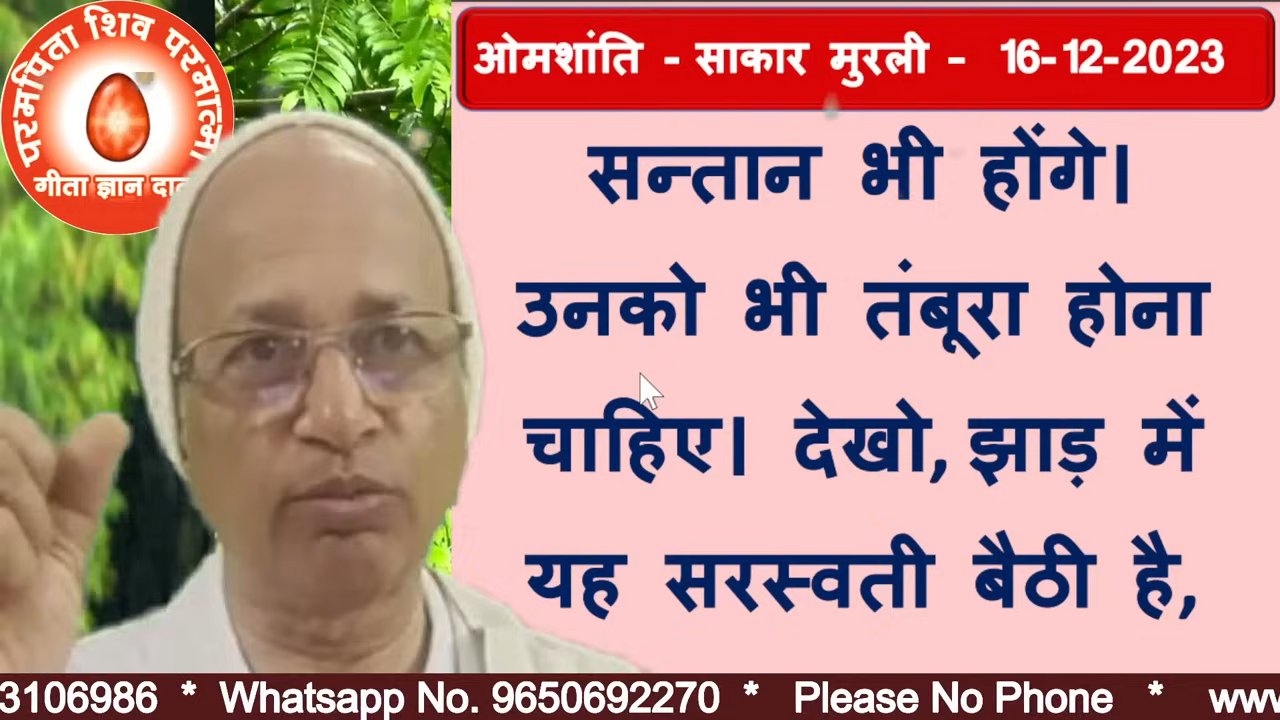 परमपिता शिव परमात्मा
गीता ज्ञान
ओमशांति - साकार मुरली - 16-12-2023
सन्तान भी होंगे।
उनको भी तंबूरा होना
चाहिए। देखो, झाड़ में
यह सरस्वती बैठी है,
3106986 * Whatsapp No. 9650692270 * Please No Phone * www